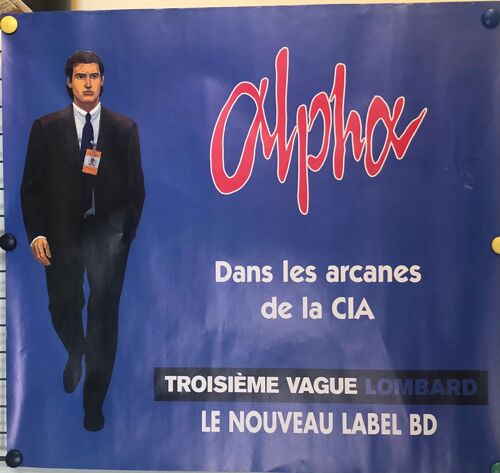 Alpha
Dans les arcanes
de la CIA
TROISIÈME VAGUE LOMBARD
LE NOUVEAU LABEL BD